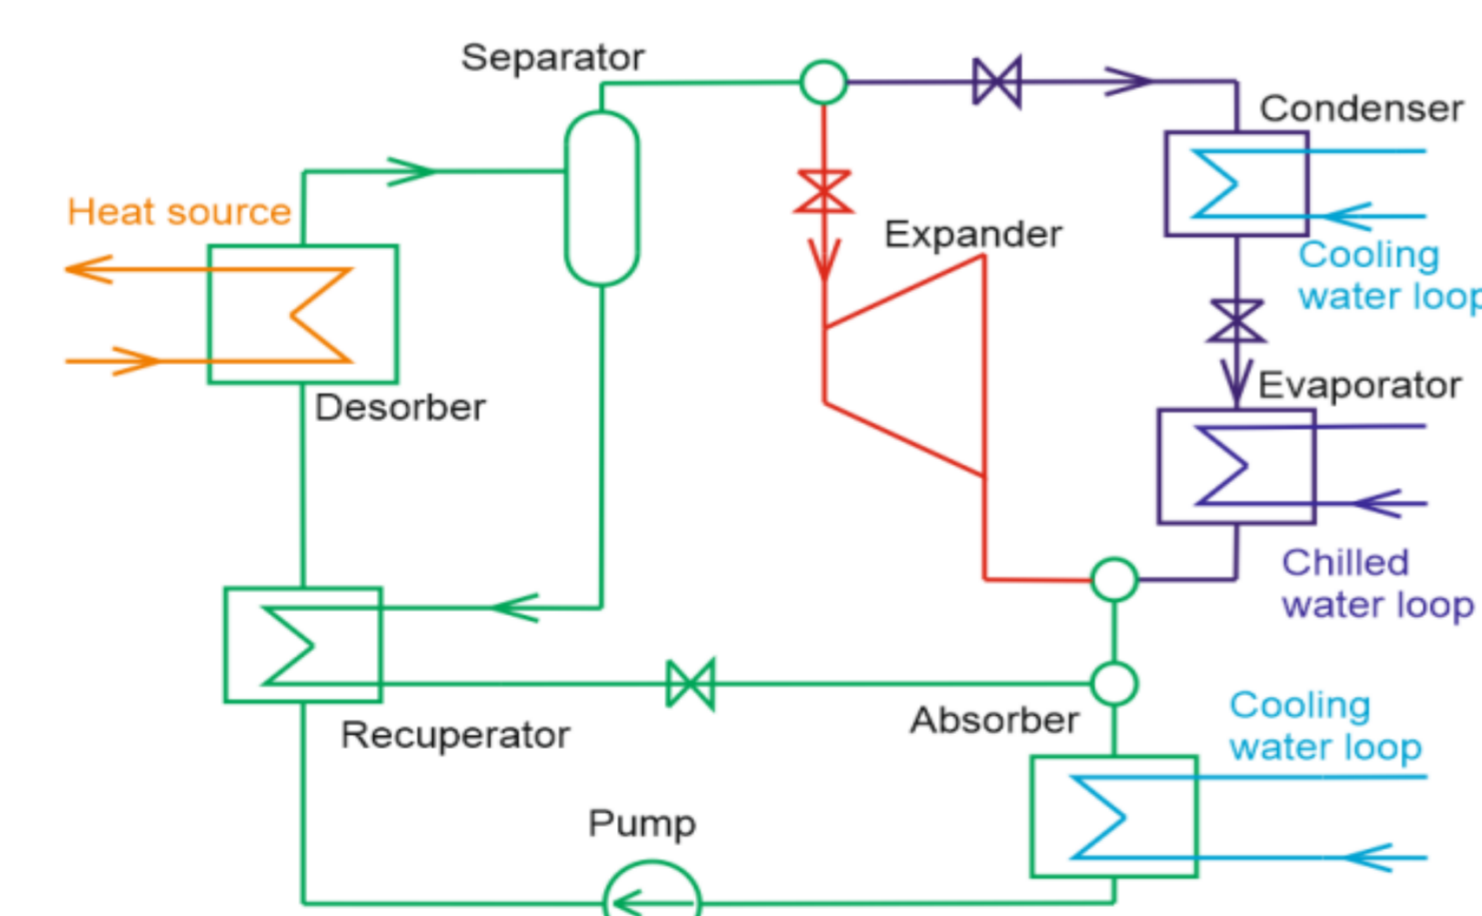 Separator
Condenser
Heat source
Expander
Cooling
water loop
Evaporator
Desorber
Chilled
water loop
Recuperator
Absorber
Cooling
water loop
Pump